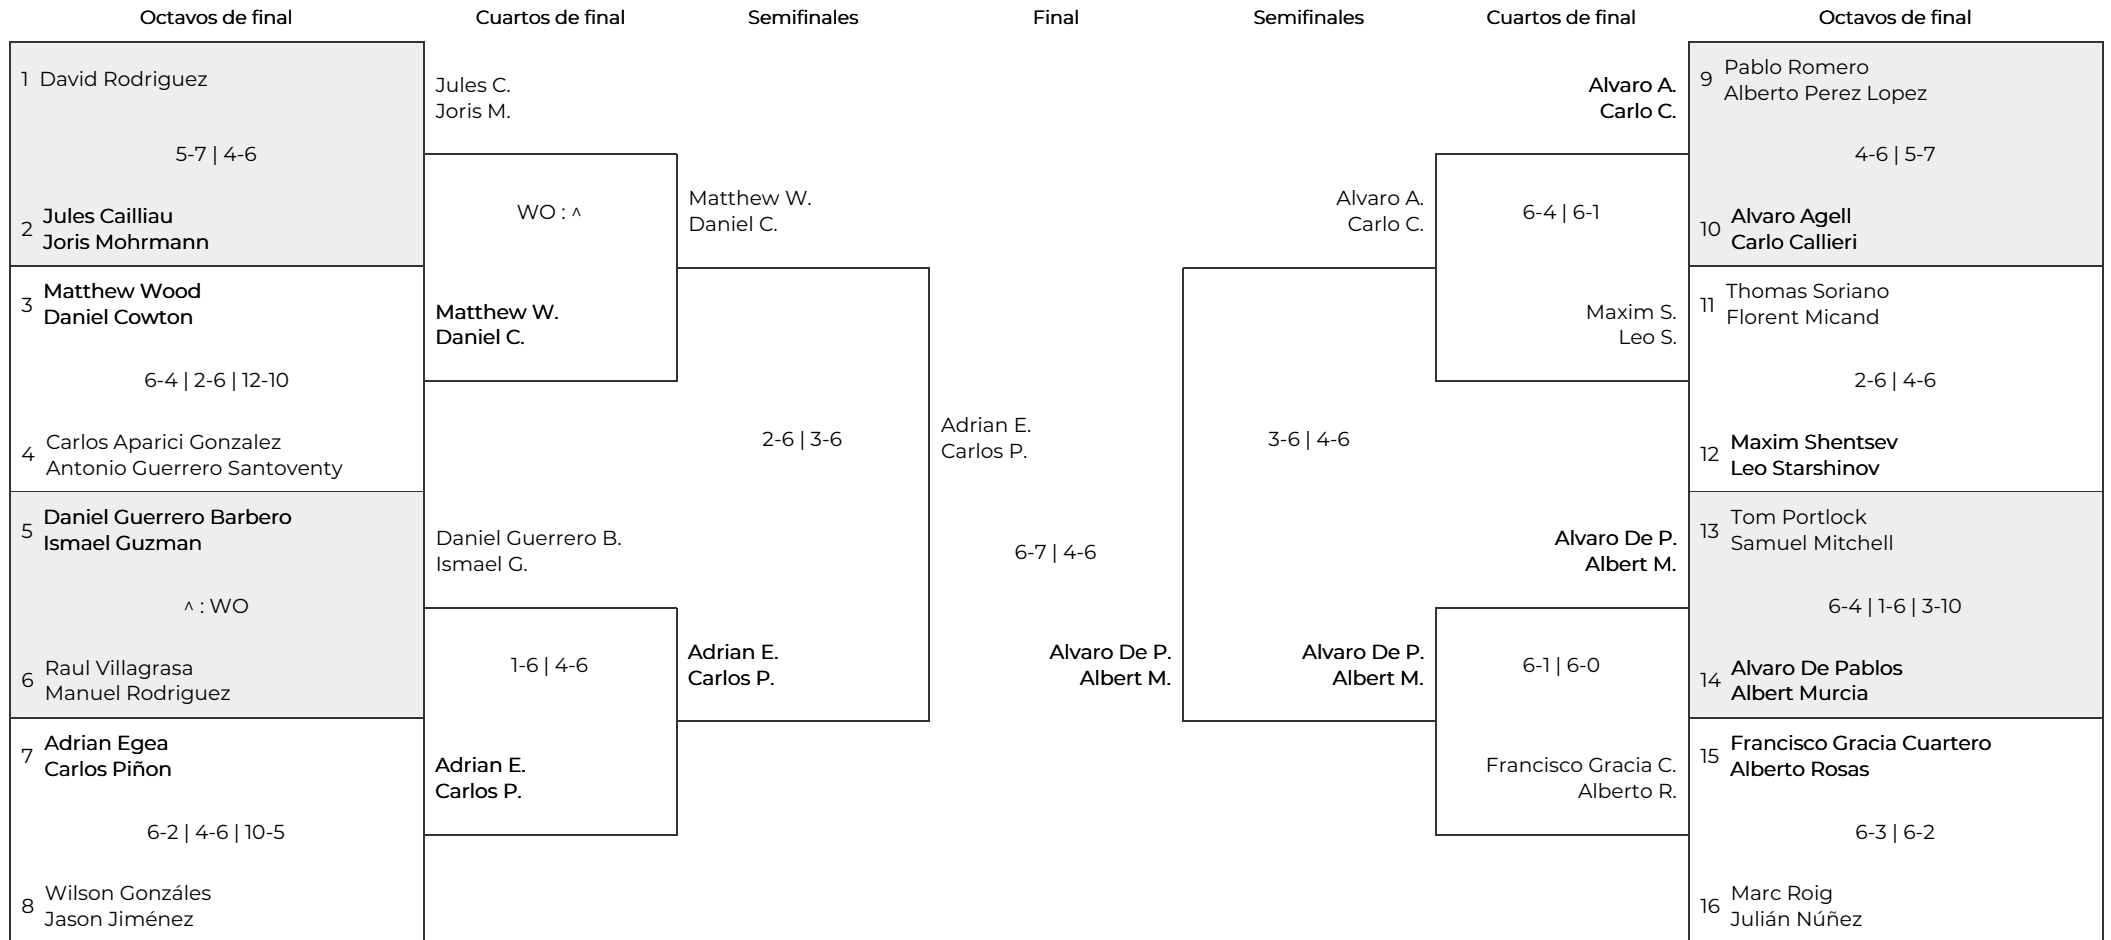 Octavos de final
Cuartos de final
Semifinales
Final
Semifinales
Cuartos de final
Octavos de final
1 David Rodriguez
5-7 | 4-6
2 Jules Cailliau
Joris Mohrmann
3 Matthew Wood
Daniel Cowton
6-4 | 2-6 | 12-10
4 Carlos Aparici Gonzalez
Antonio Guerrero Santoventy
5 Daniel Guerrero Barbero
Ismael Guzman
^ : WO
6 Raul Villagrasa
Manuel Rodriguez
7 Adrian Egea
Carlos Piñon
6-2 | 4-6 | 10-5
8 Wilson Gonzáles
Jason Jiménez
Jules C.
Joris M.
WO : ^
Matthew W.
Daniel C.
Daniel Guerrero B.
Ismael G.
1-6 | 4-6
Adrian E.
Carlos P.
Matthew W.
Daniel C.
2-6 | 3-6
Adrian E.
Carlos P.
Adrian E.
Carlos P.
6-7 | 4-6
Alvaro De P.
Albert M.
Alvaro A.
Carlo C.
3-6 | 4-6
Alvaro De P.
Albert M.
Alvaro A.
Carlo C.
6-4 | 6-1
Maxim S.
Leo S.
Alvaro De P.
Albert M.
6-1 | 6-0
Francisco Gracia C.
Alberto R.
9 Pablo Romero
Alberto Perez Lopez
4-6 | 5-7
10 Alvaro Agell
Carlo Callieri
11 Thomas Soriano
Florent Micand
2-6 | 4-6
12 Maxim Shentsev
Leo Starshinov
13 Tom Portlock
Samuel Mitchell
6-4 | 1-6 | 3-10
14 Alvaro De Pablos
Albert Murcia
15 Francisco Gracia Cuartero
Alberto Rosas
6-3 | 6-2
16 Marc Roig
Julián Núñez